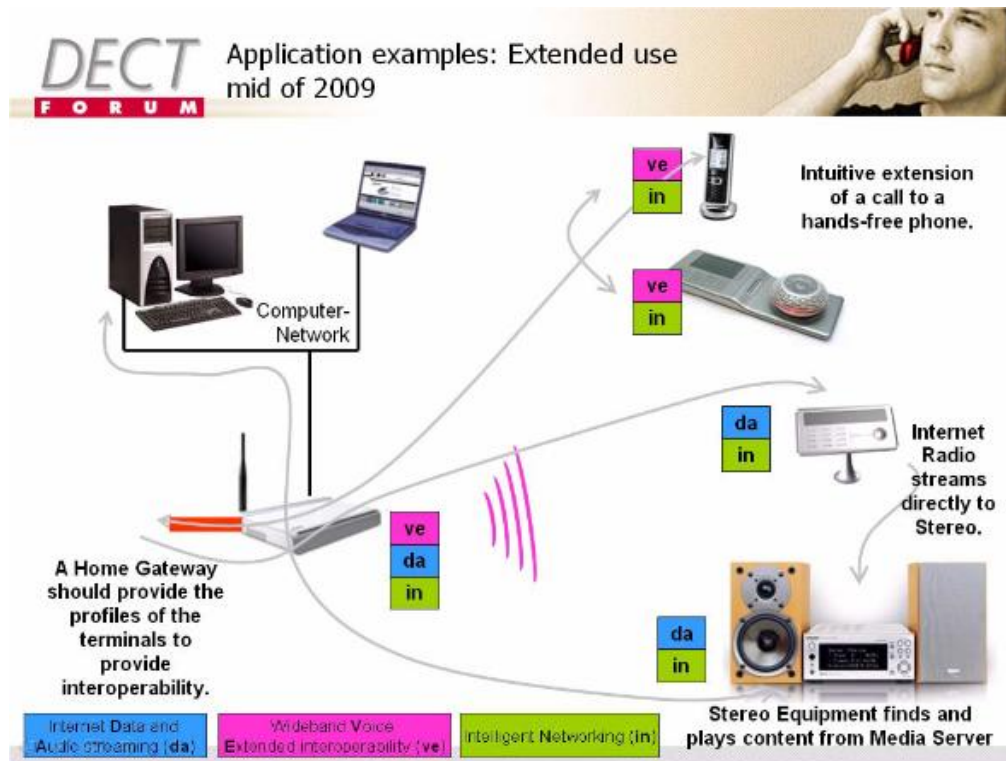 DECT
FORUM
Application examples: Extended use
mid of 2009
ve
in
Intuitive extension
of a call to a
hands-free phone.
ve
in
Computer-
Network
da
in
Internet
Radio
streams
directly to
Stereo.
ve
da
in
A Home Gateway
should provide the
profiles of the
terminals to
provide
interoperability.
da
in
Stereo Equipment finds and
plays content from Media Server
Internet Data and
Audio streaming (da)
Wideband Voice
Extended interoperability (ve)
Intelligent Networking (in)